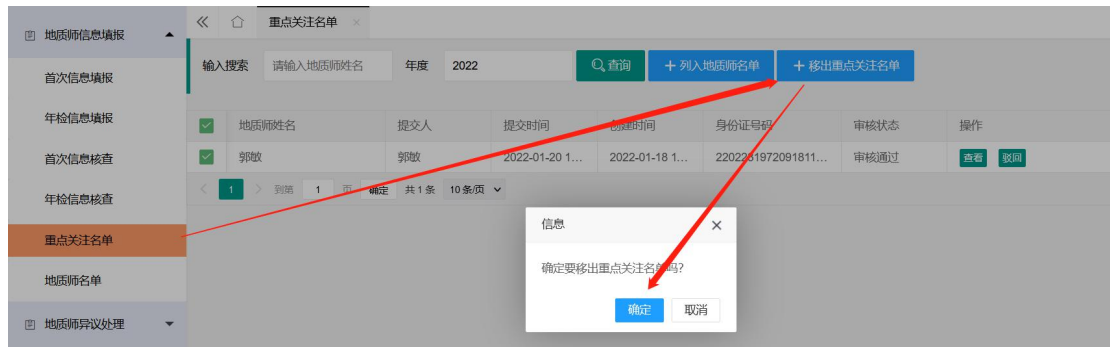 地质师信息填报
首次信息填报
年检信息填报
首次信息核查
年检信息核查
重点关注名单
地质师名单
地质师异议处理
重点关注名单
输入搜索 请输入地质师姓名 年度 2022 查询 + 列入地质师名单 + 移出重点关注名单
地质师姓名 提交人 提交时间 创建时间 身份证号码 审核状态 操作
郭敏 郭敏 2022-01-20 1... 2022-01-18 1... 2202231972091811... 审核通过 查看 驳回
1 到第 1 页 确定 共 1 条 10 条/页
信息
确定要移出重点关注名单吗?
确定 取消